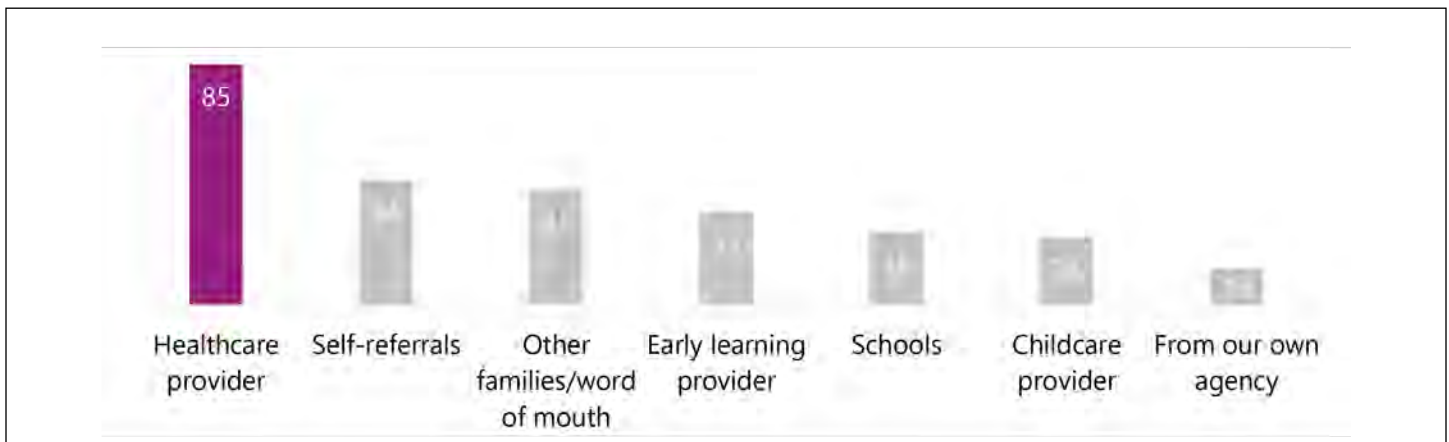 85
Healthcare
provider
Self-referrals
Other
families/word
of mouth
Early learning
provider
Schools
Childcare
provider
From our own
agency